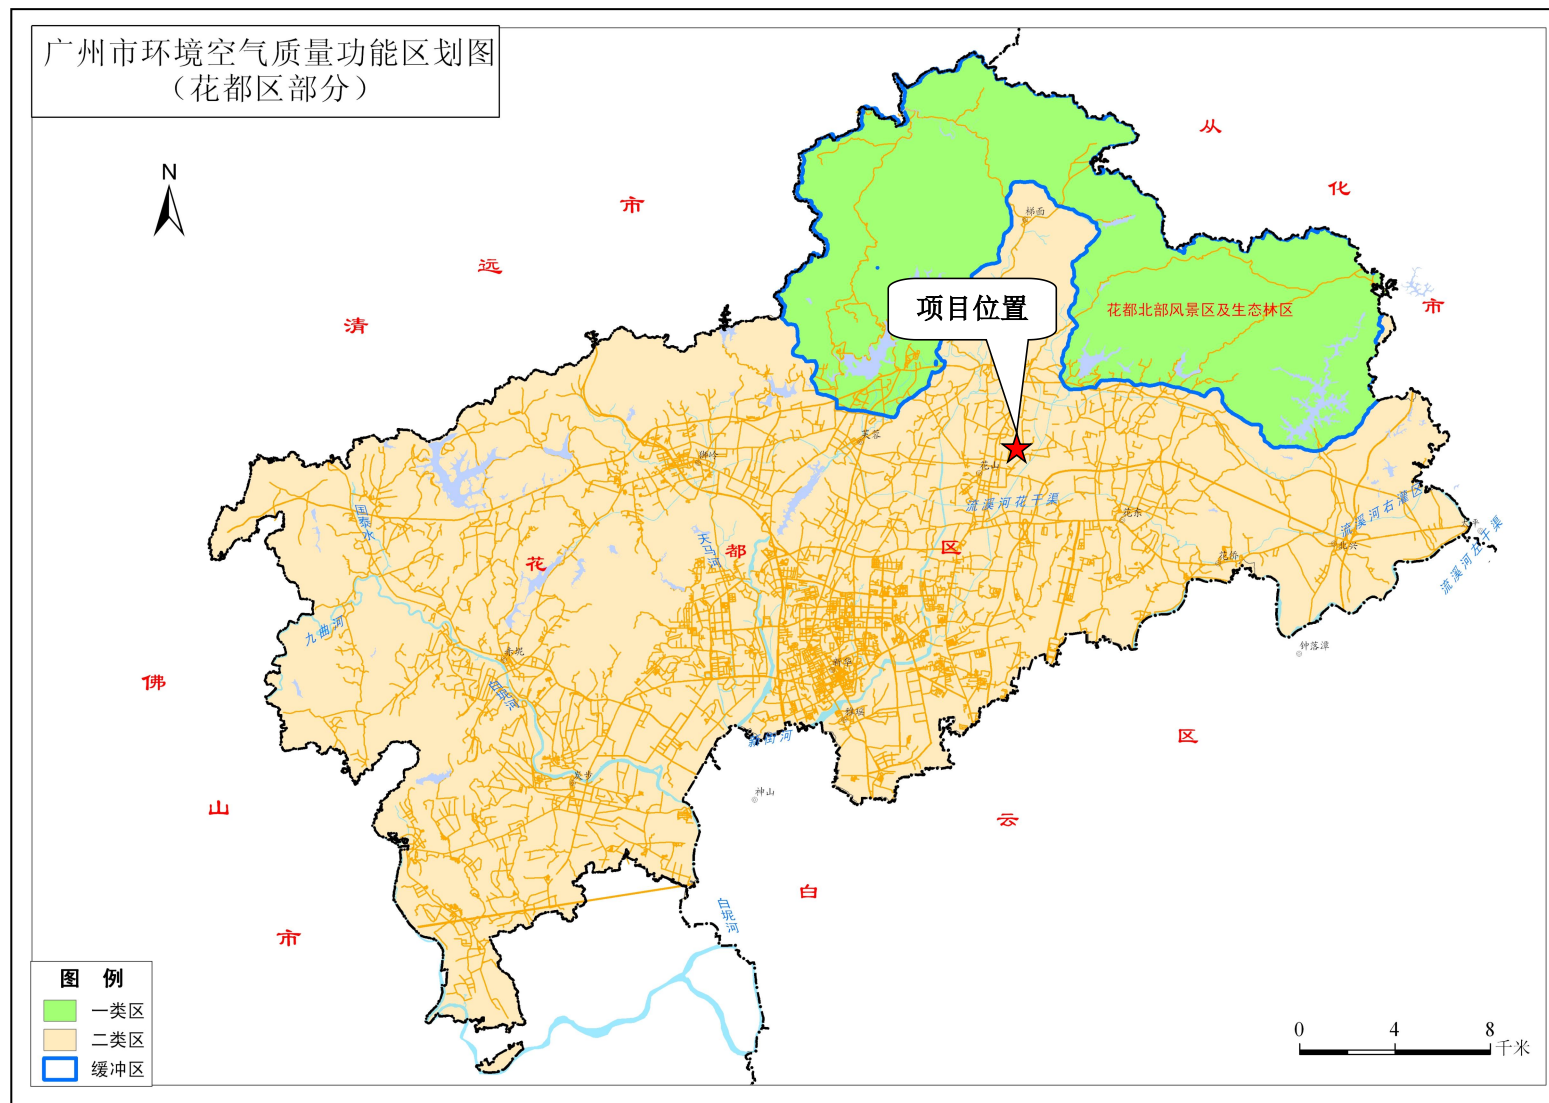 广州市环境空气质量功能区划图
（花都区部分）
N
从
化
市
市
远
清
梯面
项目位置
花都北部风景区及生态林区
芙蓉
狮岭
花山
流溪河花干渠
花东
流溪河右灌区
国泰水
天马河
花
都
区
北兴
花侨
流溪河左干渠
九曲河
赤坭
钟落潭
新华
佛
雅瑶
新街河
区
炭步
神山
山
云
白
白坭河
市
图 例
一类区
二类区
缓冲区
0
4
8
千米